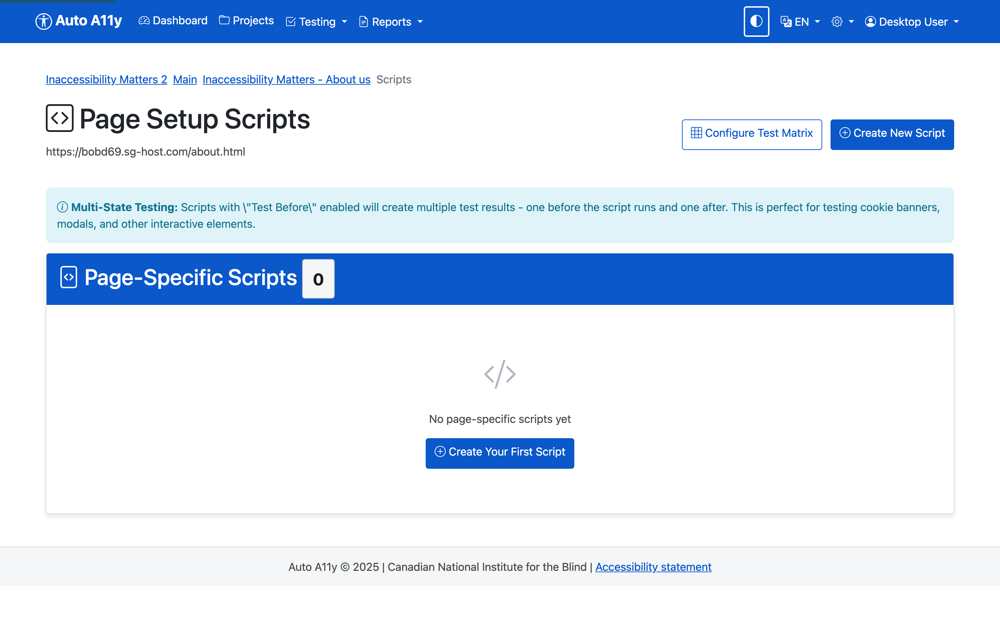 Auto A11y Dashboard Projects Testing Reports EN Desktop User
Inaccessibility Matters 2 Main Inaccessibility Matters - About us Scripts
Page Setup Scripts
Configure Test Matrix Create New Script
https://bobd69.sg-host.com/about.html
Multi-State Testing: Scripts with \"Test Before\" enabled will create multiple test results - one before the script runs and one after. This is perfect for testing cookie banners,
modals, and other interactive elements.
Page-Specific Scripts 0
No page-specific scripts yet
Create Your First Script
Auto A11y © 2025 | Canadian National Institute for the Blind | Accessibility statement